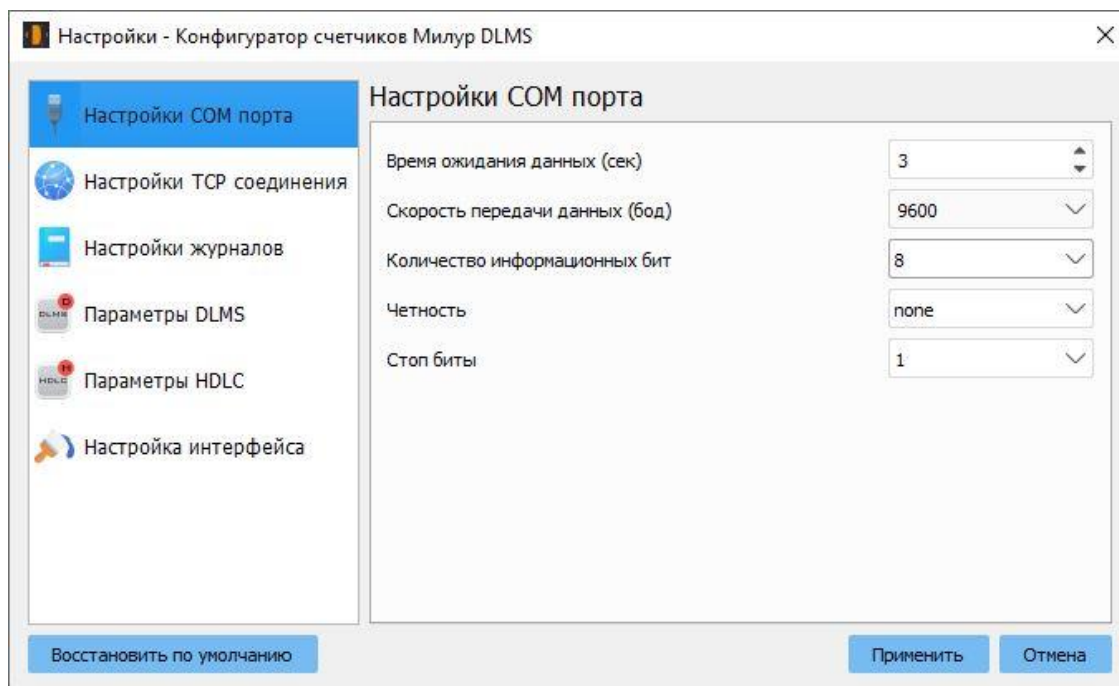 Настройки - Конфигуратор счетчиков Милур DLMS
Настройки COM порта
Настройки TCP соединения
Настройки журналов
DLMS
D
Параметры DLMS
HDLC
H
Параметры HDLC
Настройка интерфейса
Настройки COM порта
Время ожидания данных (сек) 3
Скорость передачи данных (бод) 9600
Количество информационных бит 8
Четность none
Стоп биты 1
Восстановить по умолчанию
Применить
Отмена